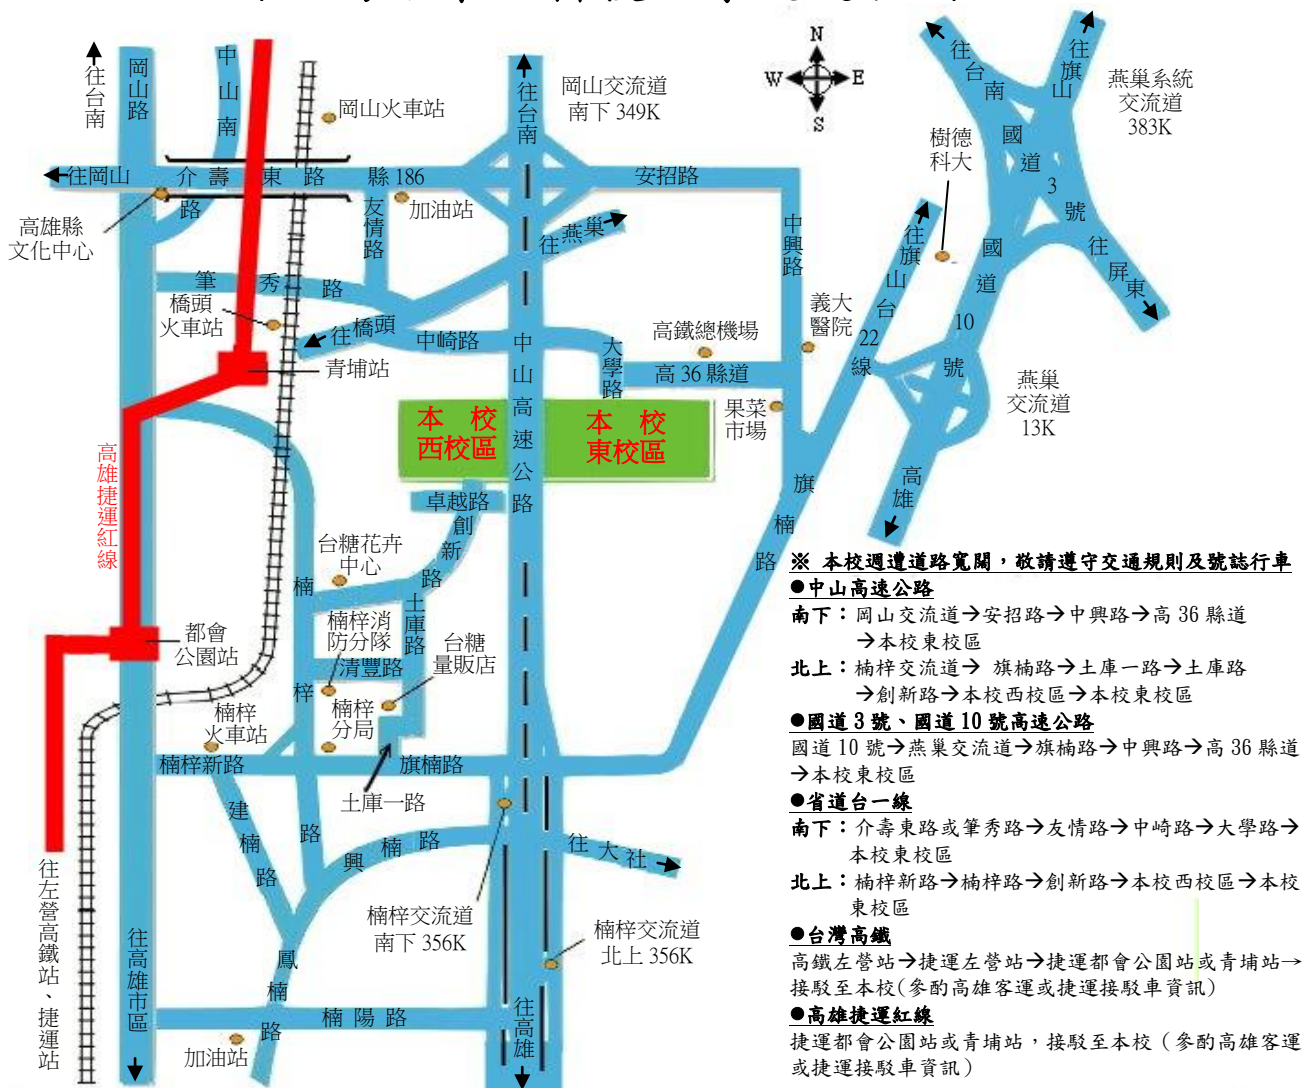 N
W
E
S
往台南
岡山路
中山南路
岡山火車站
岡山交流道
南下 349K
往台南
往台南
往旗山
燕巢系統
交流道
383K
國道 3 號
樹德
科大
往岡山
介壽東路
縣 186
安招路
高雄縣
文化中心
友情路
加油站
往燕巢
中興路
往旗山
國道 10 號
往屏東
筆秀路
橋頭
火車站
往橋頭
中崎路
中山高速公路
大學路
高鐵總機場
義大
醫院
台 22 線
青埔站
高 36 縣道
果菜
市場
燕巢
交流道
13K
本 校
西校區
本 校
東校區
高雄捷運紅線
卓越路
創新路
旗楠路
高雄
台糖花卉
中心
楠梓路
土庫路
楠梓消
防分隊
台糖
量販店
都會
公園站
清豐路
楠梓
火車站
楠梓
分局
楠梓新路
旗楠路
土庫一路
建楠路
興楠路
往大社
往左營高鐵站、捷運站
往高雄市區
楠梓交流道
南下 356K
楠梓交流道
北上 356K
鳳楠路
楠陽路
往高雄
加油站
※ 本校週遭道路寬闊，敬請遵守交通規則及號誌行車
●中山高速公路
南下：岡山交流道→安招路→中興路→高 36 縣道
→本校東校區
北上：楠梓交流道→ 旗楠路→土庫一路→土庫路
→創新路→本校西校區→本校東校區
●國道 3 號、國道 10 號高速公路
國道 10 號→燕巢交流道→旗楠路→中興路→高 36 縣道
→本校東校區
●省道台一線
南下：介壽東路或筆秀路→友情路→中崎路→大學路→
本校東校區
北上：楠梓新路→楠梓路→創新路→本校西校區→本校
東校區
●台灣高鐵
高鐵左營站→捷運左營站→捷運都會公園站或青埔站→
接駁至本校(參酌高雄客運或捷運接駁車資訊)
●高雄捷運紅線
捷運都會公園站或青埔站，接駁至本校（參酌高雄客運
或捷運接駁車資訊）